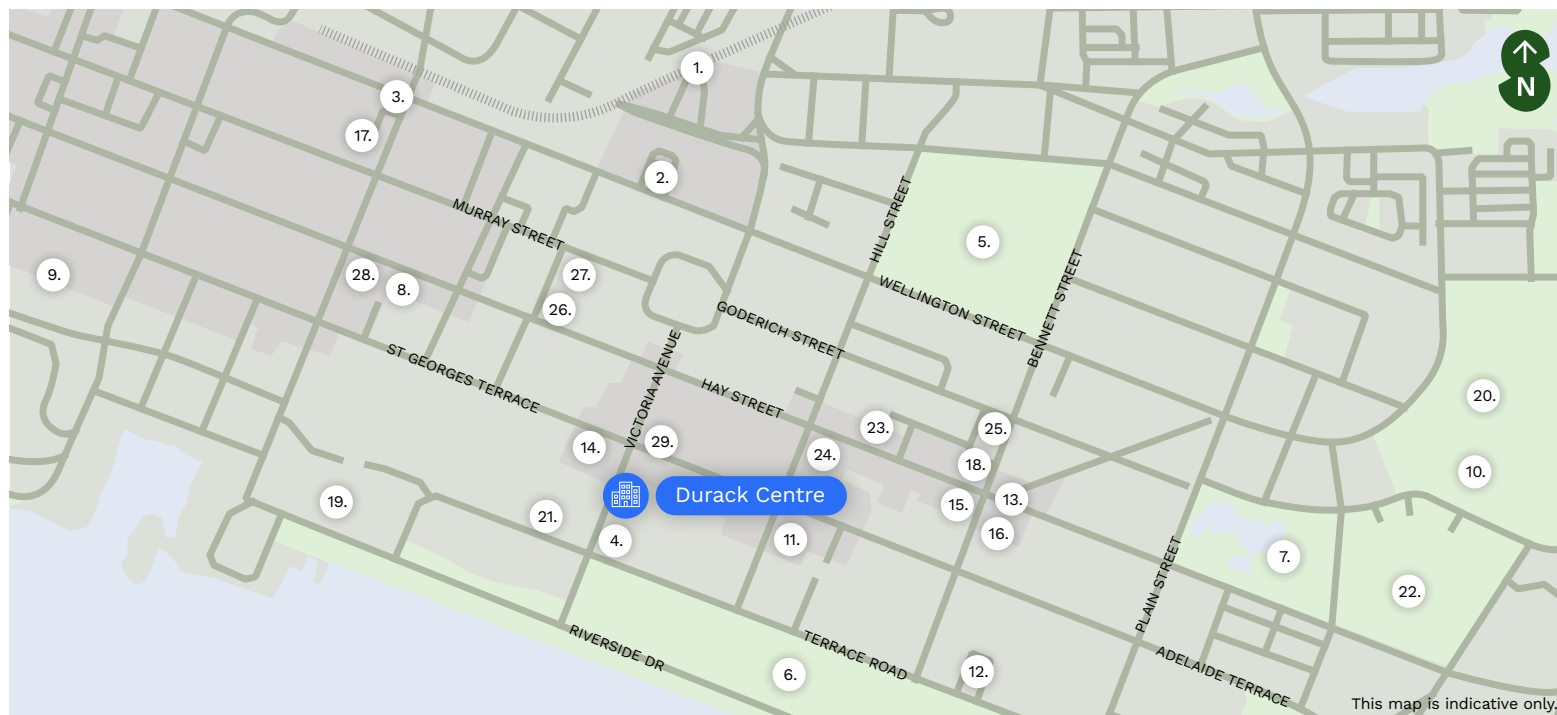 1.
3.
N
17.
2.
MURRAY STREET
HILL STREET
5.
9.
28.
8.
27.
26.
WELLINGTON STREET
BENNETT STREET
GODERICH STREET
ST GEORGES TERRACE
VICTORIA AVENUE
HAY STREET
20.
23.
25.
14.
29.
24.
18.
10.
Durack Centre
19.
15.
13.
21.
4.
11.
16.
7.
PLAIN STREET
22.
RIVERSIDE DR
TERRACE ROAD
6.
12.
ADELAIDE TERRACE
This map is indicative only.